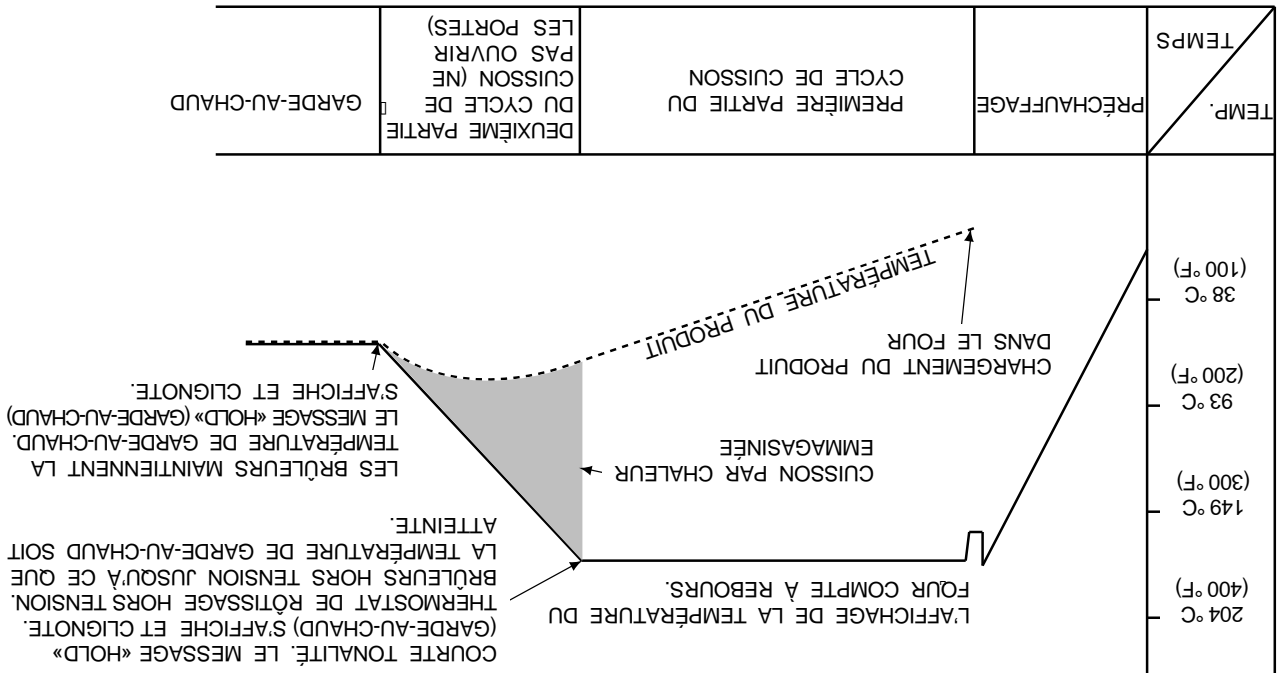 204 °C
(400 °F)
149 °C
(300 °F)
93 °C
(200 °F)
38 °C
(100 °F)
L'AFFICHAGE DE LA TEMPÉRATURE DU
FOUR COMPTE À REBOURS.
COURTE TONALITÉ. LE MESSAGE «HOLD»
(GARDE-AU-CHAUD) S'AFFICHE ET CLIGNOTE.
THERMOSTAT DE RÔTISSAGE HORS TENSION.
BRÛLEURS HORS TENSION JUSQU'À CE QUE
LA TEMPÉRATURE DE GARDE-AU-CHAUD SOIT
ATTEINTE.
CUISSON PAR CHALEUR
EMMAGASINÉE
LES BRÛLEURS MAINTIENNENT LA
TEMPÉRATURE DE GARDE-AU-CHAUD.
LE MESSAGE «HOLD» (GARDE-AU-CHAUD)
S'AFFICHE ET CLIGNOTE.
CHARGEMENT DU PRODUIT
DANS LE FOUR
TEMPÉRATURE DU PRODUIT
TEMP.
TEMPS
PRÉCHAUFFAGE
PREMIÈRE PARTIE DU
CYCLE DE CUISSON
DEUXIÈME PARTIE
DU CYCLE DE
CUISSON (NE
PAS OUVRIR
LES PORTES)
GARDE-AU-CHAUD